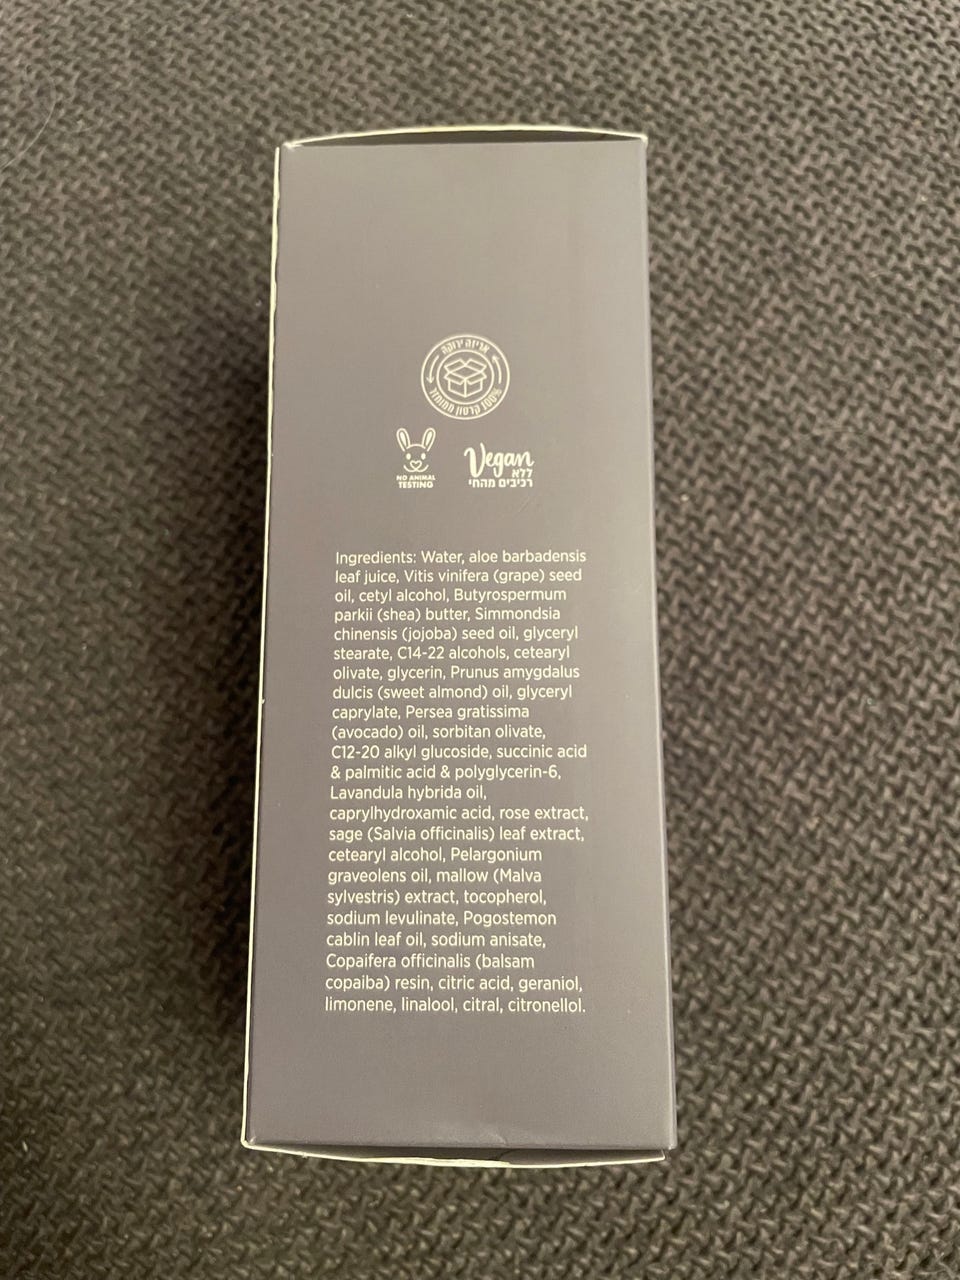 אריזה ירוקה
100% קרטון ממוחזר
NO ANIMAL
TESTING
Vegan
ללא
רכיבים מהחי
Ingredients: Water, aloe barbadensis
leaf juice, Vitis vinifera (grape) seed
oil, cetyl alcohol, Butyrospermum
parkii (shea) butter, Simmondsia
chinensis (jojoba) seed oil, glyceryl
stearate, C14-22 alcohols, cetearyl
olivate, glycerin, Prunus amygdalus
dulcis (sweet almond) oil, glyceryl
caprylate, Persea gratissima
(avocado) oil, sorbitan olivate,
C12-20 alkyl glucoside, succinic acid
& palmitic acid & polyglycerin-6,
Lavandula hybrida oil,
caprylhydroxamic acid, rose extract,
sage (Salvia officinalis) leaf extract,
cetearyl alcohol, Pelargonium
graveolens oil, mallow (Malva
sylvestris) extract, tocopherol,
sodium levulinate, Pogostemon
cablin leaf oil, sodium anisate,
Copaifera officinalis (balsam
copaiba) resin, citric acid, geraniol,
limonene, linalool, citral, citronellol.